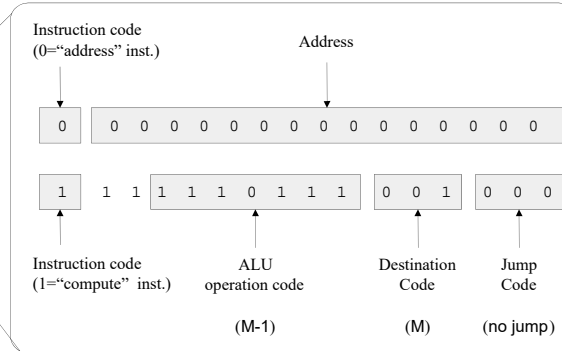 Instruction code
(0=“address” inst.)
Address
0 0 0 0 0 0 0 0 0 0 0 0 0 0 0 0
1 1 1 1 1 1 0 1 1 1 0 0 1 0 0 0
Instruction code
(1=“compute” inst.)
ALU
operation code
(M-1)
Destination
Code
(M)
Jump
Code
(no jump)